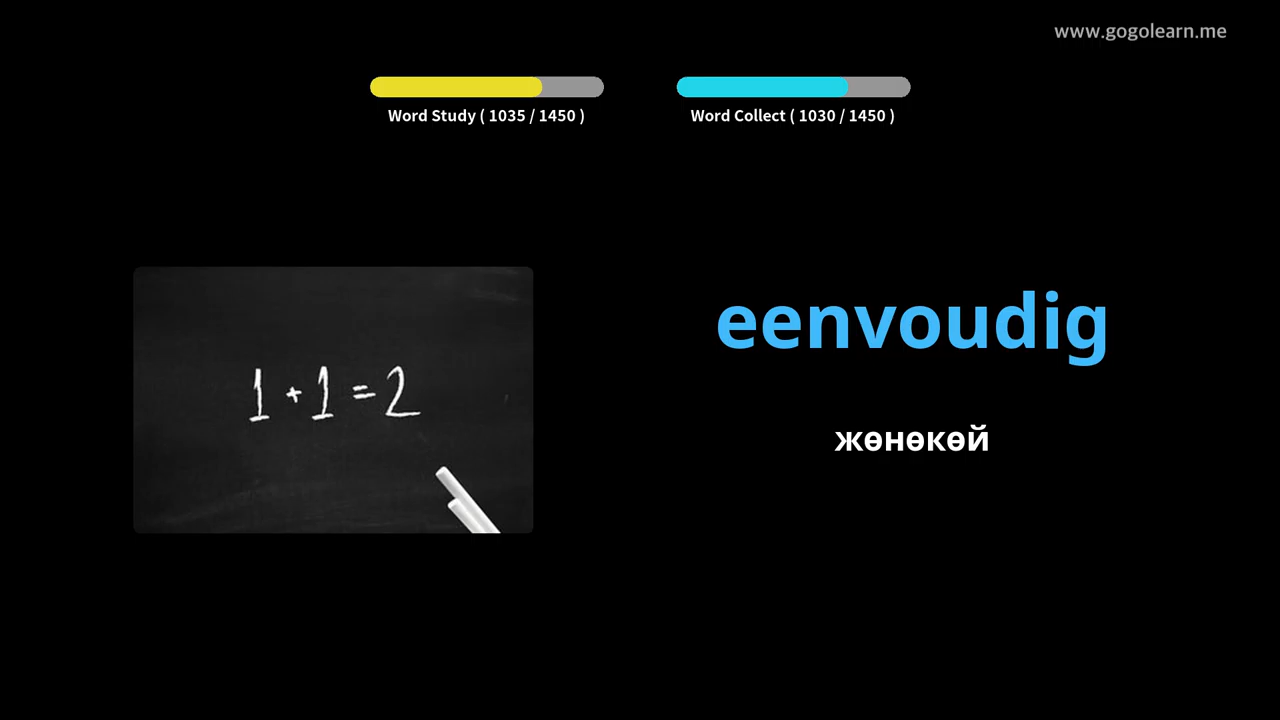 www.gogolearn.me
Word Study ( 1035 / 1450 )
Word Collect ( 1030 / 1450 )
eenvoudig
1 + 1 = 2
жөнөкөй